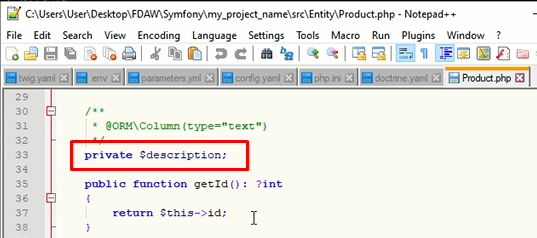 C:\Users\User\Desktop\FDAW\Symfony\my_project_name\src\Entity\Product.php - Notepad++
File Edit Search View Encoding Language Settings Tools Macro Run Plugins Window ?
twig.yaml .env parameters.yml config.yaml php.ini doctrine.yaml Product.php
29
30 /**
31 * @ORM\Column(type="text")
32 */
33 private $description;
34
35 public function getId(): ?int
36 {
37 return $this->id;
38 }